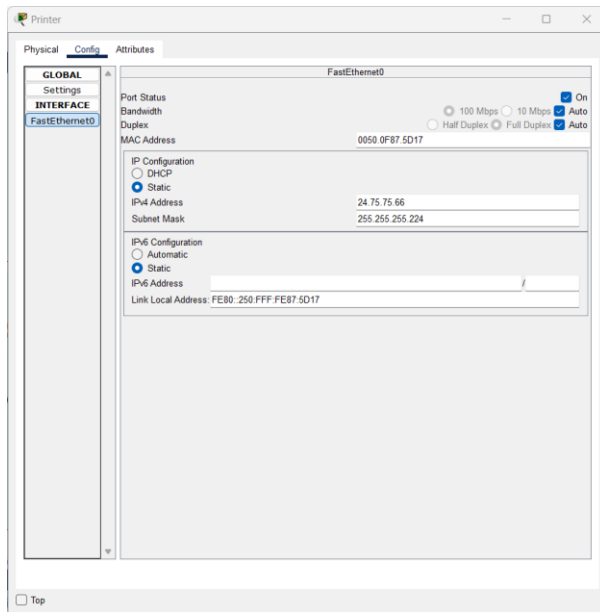 Printer
Physical Config Attributes
GLOBAL
Settings
INTERFACE
FastEthernet0
FastEthernet0
Port Status On
Bandwidth 100 Mbps 10 Mbps Auto
Duplex Half Duplex Full Duplex Auto
MAC Address 0050.0F87.5D17
IP Configuration
DHCP
Static
IPv4 Address 24.75.75.66
Subnet Mask 255.255.255.224
IPv6 Configuration
Automatic
Static
IPv6 Address /
Link Local Address: FE80::250:FFF:FE87:5D17
Top